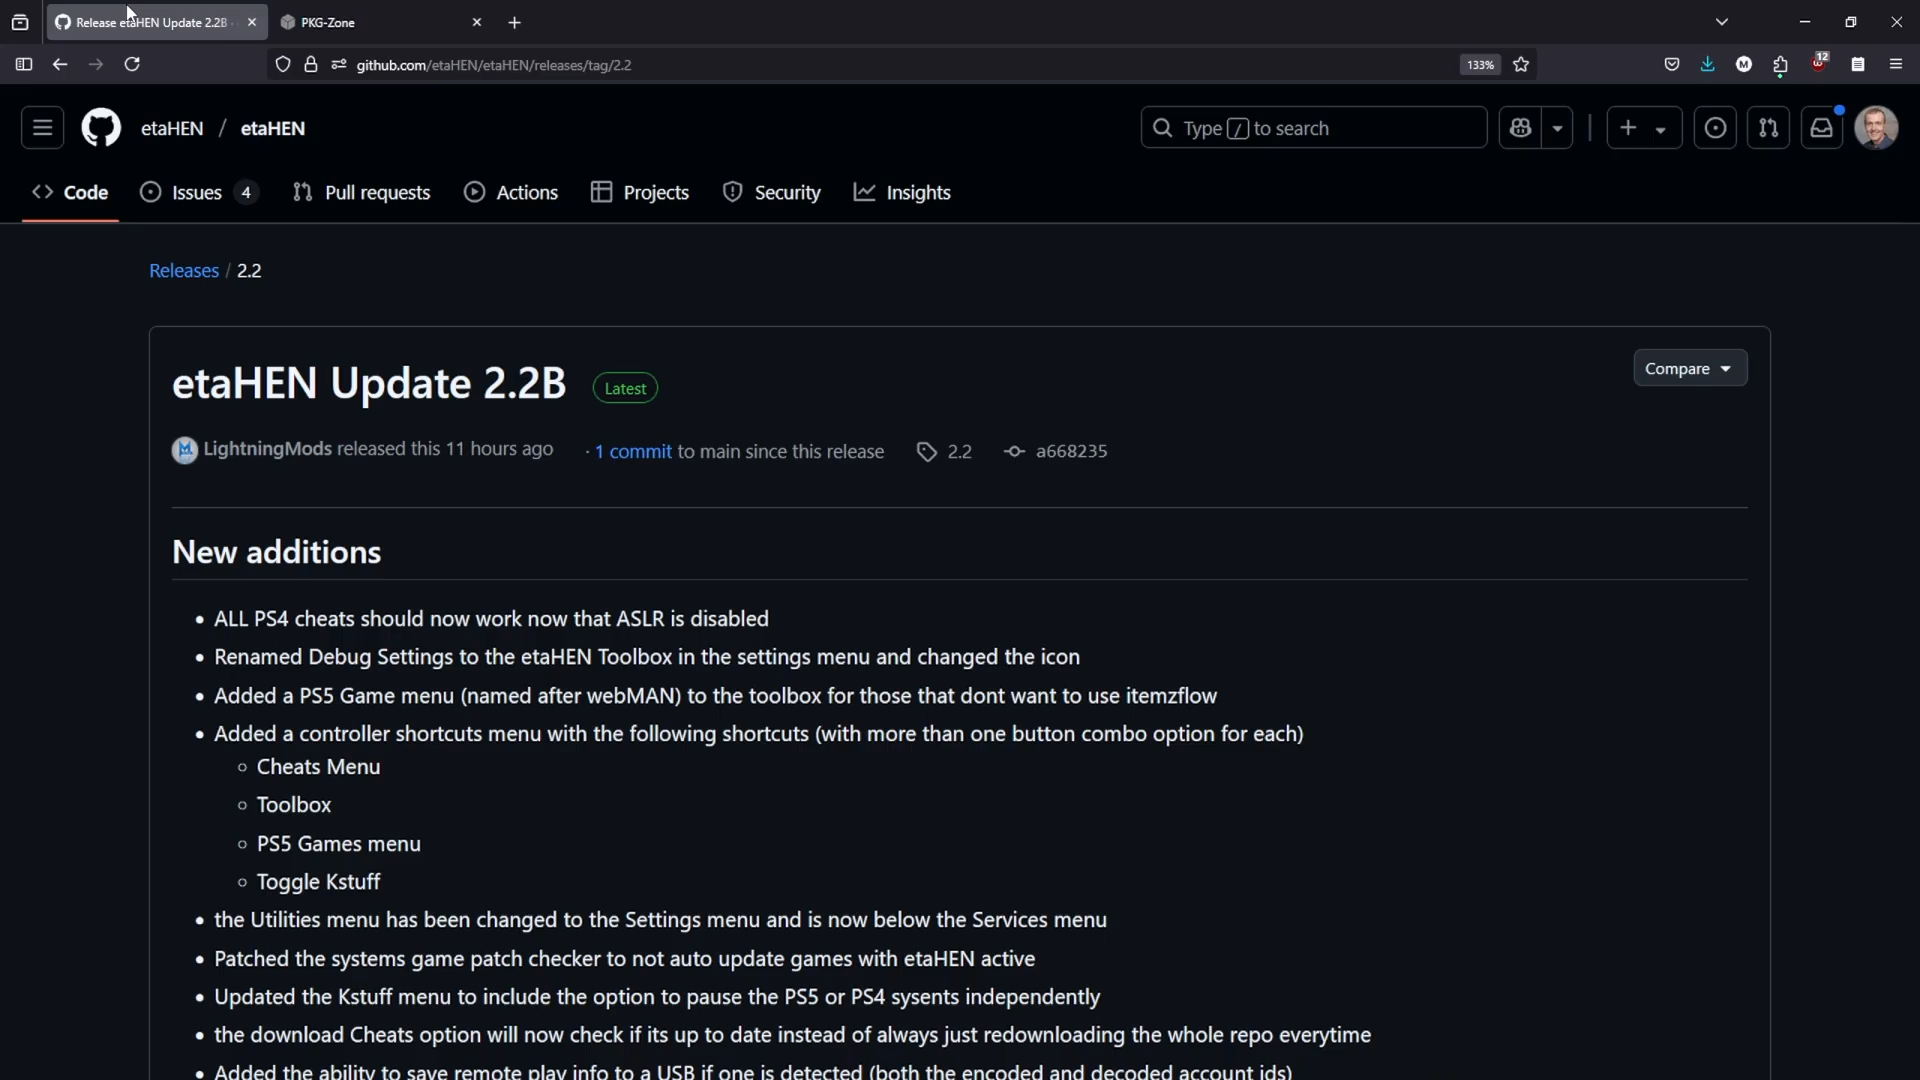 Release etaHEN Update 2.2B
PKG-Zone
github.com/etaHEN/etaHEN/releases/tag/2.2
133%
12
M
etaHEN / etaHEN
Type / to search
Code
Issues 4
Pull requests
Actions
Projects
Security
Insights
Releases / 2.2
etaHEN Update 2.2B
Latest
Compare
LightningMods released this 11 hours ago
· 1 commit to main since this release
2.2
a668235
New additions
• ALL PS4 cheats should now work now that ASLR is disabled
• Renamed Debug Settings to the etaHEN Toolbox in the settings menu and changed the icon
• Added a PS5 Game menu (named after webMAN) to the toolbox for those that dont want to use itemzflow
• Added a controller shortcuts menu with the following shortcuts (with more than one button combo option for each)
◦ Cheats Menu
◦ Toolbox
◦ PS5 Games menu
◦ Toggle Kstuff
• the Utilities menu has been changed to the Settings menu and is now below the Services menu
• Patched the systems game patch checker to not auto update games with etaHEN active
• Updated the Kstuff menu to include the option to pause the PS5 or PS4 sysents independently
• the download Cheats option will now check if its up to date instead of always just redownloading the whole repo everytime
• Added the ability to save remote play info to a USB if one is detected (both the encoded and decoded account ids)